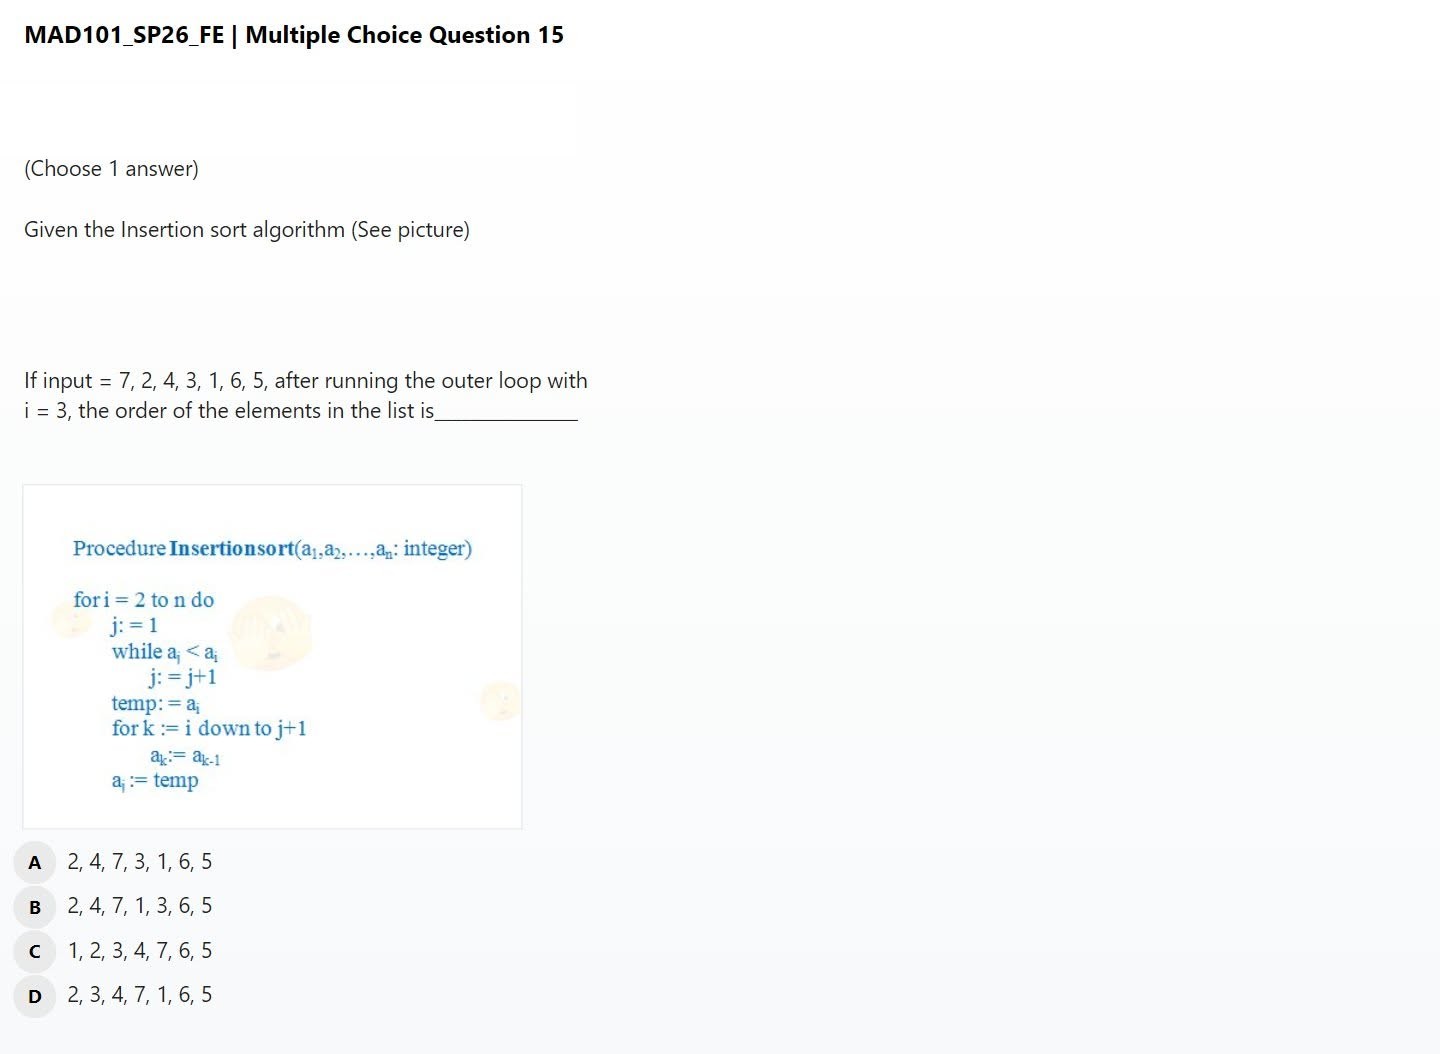 MAD101_SP26_FE | Multiple Choice Question 15
(Choose 1 answer)
Given the Insertion sort algorithm (See picture)
If input = 7, 2, 4, 3, 1, 6, 5, after running the outer loop with
i = 3, the order of the elements in the list is_____________
Procedure Insertionsort(a₁,a₂,…,aₙ: integer)
for i = 2 to n do
j: = 1
while aⱼ < aᵢ
j: = j+1
temp: = aᵢ
for k := i down to j+1
aₖ:= aₖ₋₁
aⱼ := temp
A 2, 4, 7, 3, 1, 6, 5
B 2, 4, 7, 1, 3, 6, 5
C 1, 2, 3, 4, 7, 6, 5
D 2, 3, 4, 7, 1, 6, 5